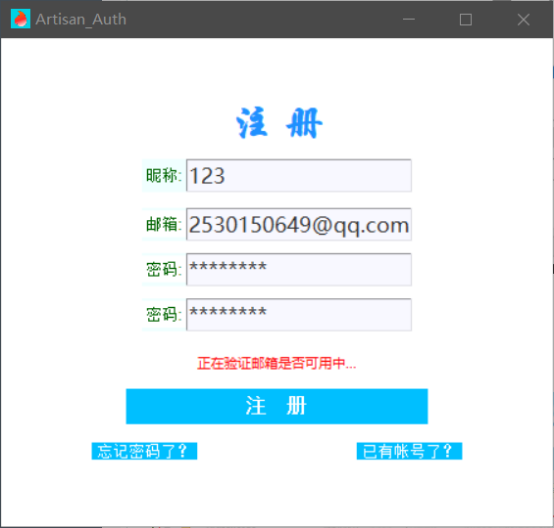 Artisan_Auth
注 册
昵称: 123
邮箱: 2530150649@qq.com
密码: ********
密码: ********
正在验证邮箱是否可用中...
注 册
忘记密码了? 已有帐号了?